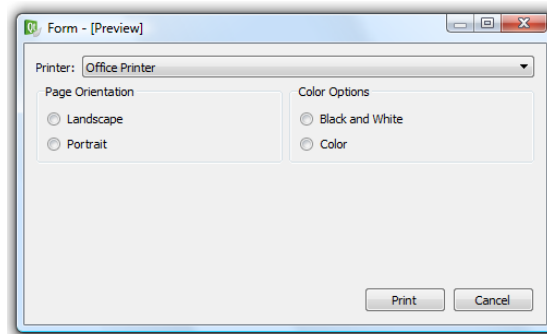 Form - [Preview]
Printer: Office Printer
Page Orientation
Color Options
Landscape
Black and White
Portrait
Color
Print
Cancel